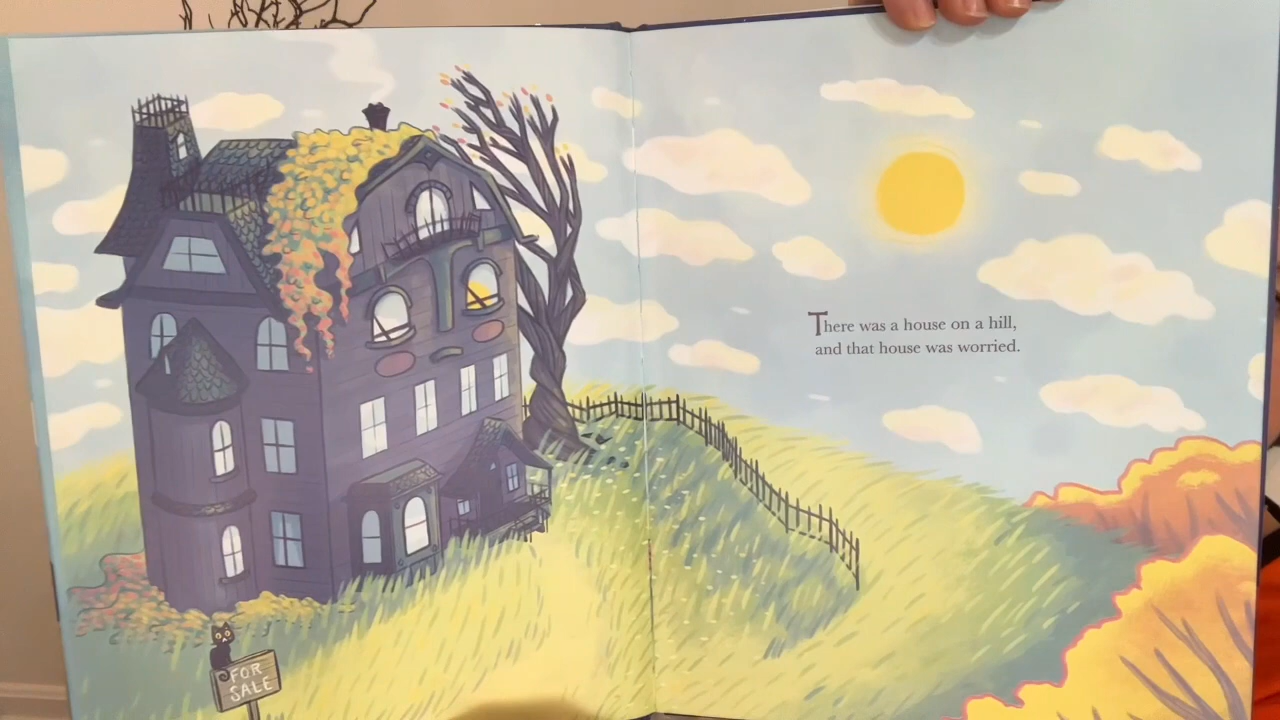 There was a house on a hill,
and that house was worried.
FOR
SALE